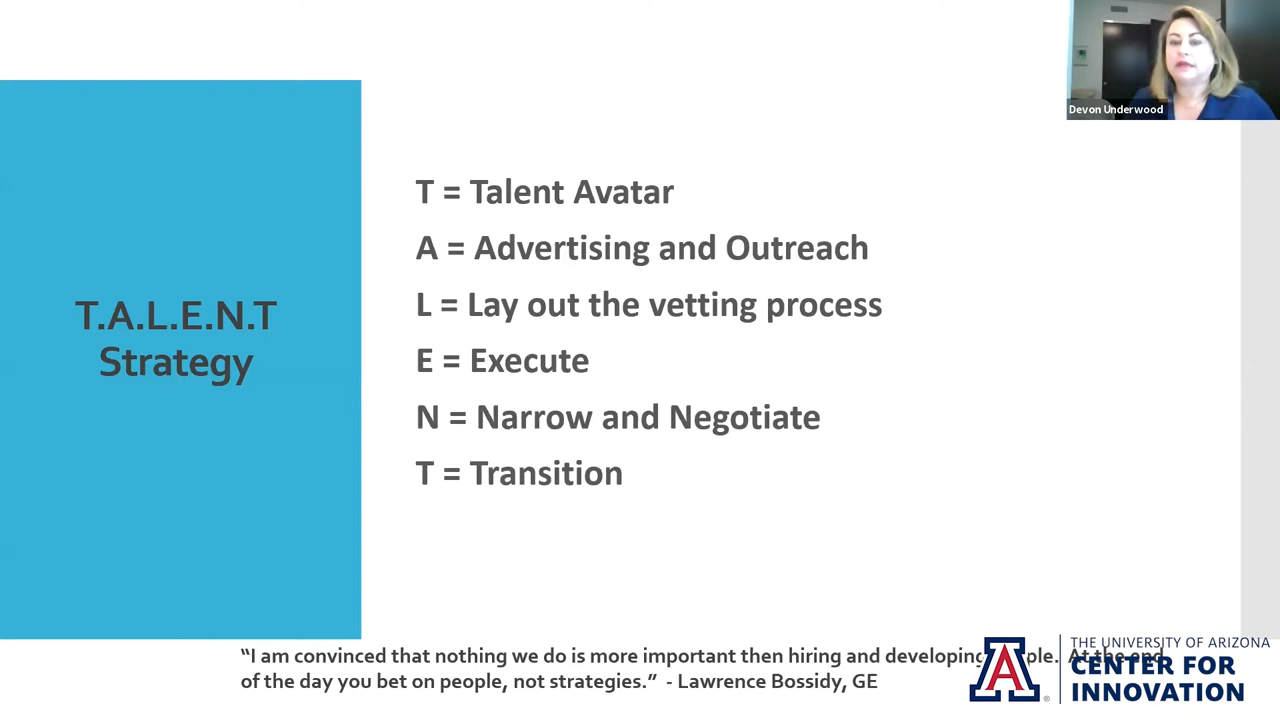 Devon Underwood
T.A.L.E.N.T
Strategy
T = Talent Avatar
A = Advertising and Outreach
L = Lay out the vetting process
E = Execute
N = Narrow and Negotiate
T = Transition
“I am convinced that nothing we do is more important then hiring and developing
of the day you bet on people, not strategies.” - Lawrence Bossidy, GE
A
®
THE UNIVERSITY OF ARIZONA
CENTER FOR
INNOVATION